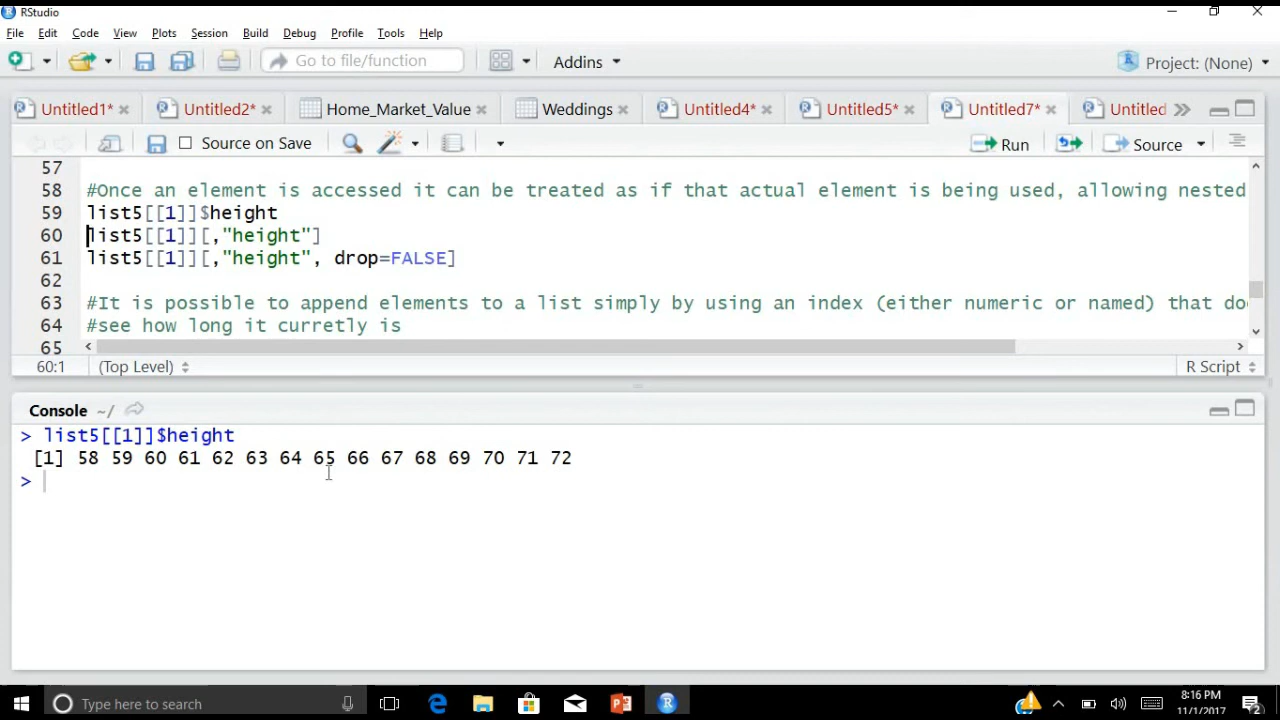 RStudio
File Edit Code View Plots Session Build Debug Profile Tools Help
Go to file/function Addins Project: (None)
Untitled1* Untitled2* Home_Market_Value Weddings Untitled4* Untitled5* Untitled7* Untitled
Source on Save Run Source
57
58 #Once an element is accessed it can be treated as if that actual element is being used, allowing nested
59 list5[[1]]$height
60 list5[[1]][,"height"]
61 list5[[1]][,"height", drop=FALSE]
62
63 #It is possible to append elements to a list simply by using an index (either numeric or named) that do
64 #see how long it curretly is
65
60:1 (Top Level) R Script
Console ~/
> list5[[1]]$height
[1] 58 59 60 61 62 63 64 65 66 67 68 69 70 71 72
>
Type here to search 8:16 PM
11/1/2017